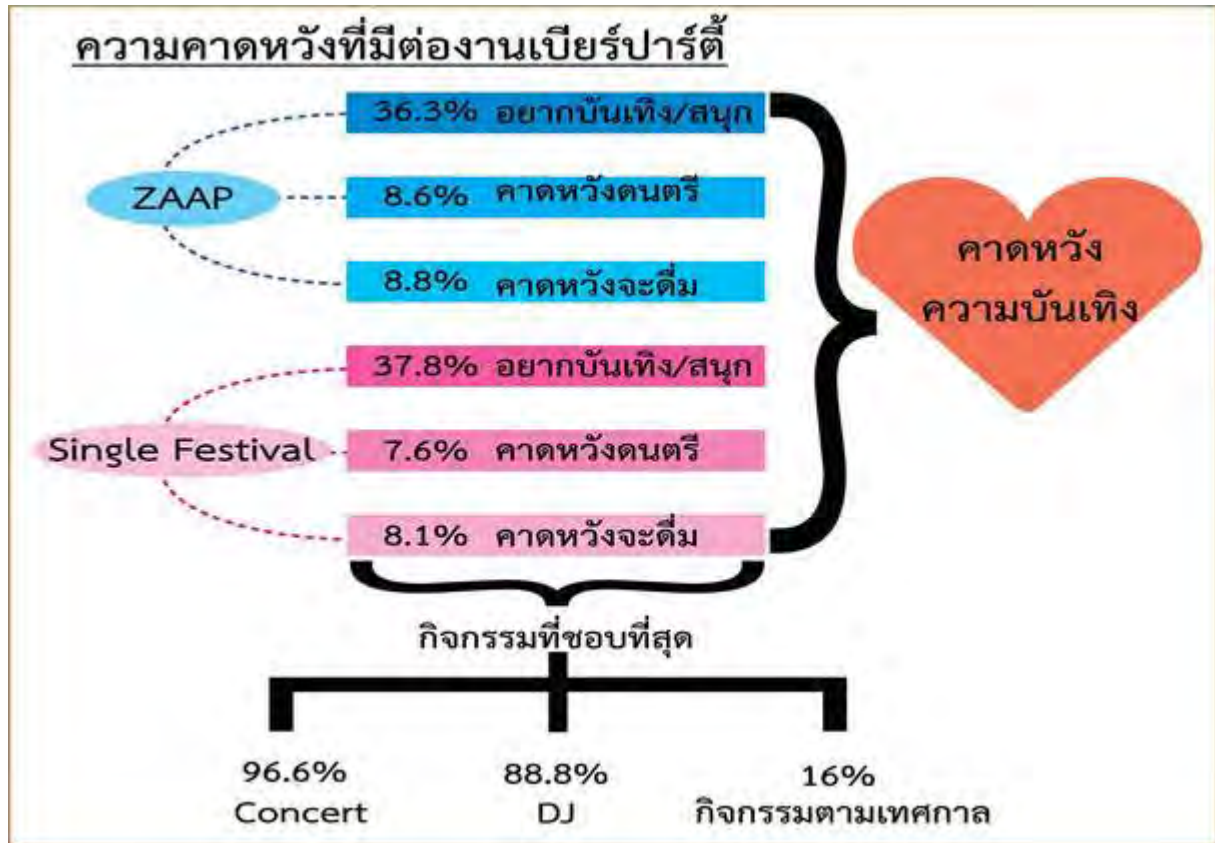 ความคาดหวังที่มีต่องานเบียร์ปาร์ตี้
ZAAP
36.3% อยากบันเทิง/สนุก
8.6% คาดหวังดนตรี
8.8% คาดหวังจะดื่ม
Single Festival
37.8% อยากบันเทิง/สนุก
7.6% คาดหวังดนตรี
8.1% คาดหวังจะดื่ม
คาดหวัง
ความบันเทิง
กิจกรรมที่ชอบที่สุด
96.6%
Concert
88.8%
DJ
16%
กิจกรรมตามเทศกาล